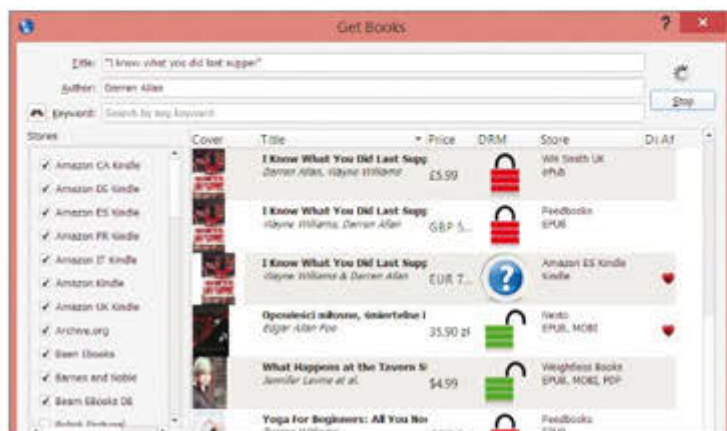 Get Books
?
Title: "I know what you did last supper"
Author: Darren Allan
Keyword: Search by any keyword
Stop
Stores
Cover Title Price DRM Store
Amazon CA Kindle
Amazon DE Kindle
Amazon ES Kindle
Amazon FR Kindle
Amazon IT Kindle
Amazon Kindle
Amazon UK Kindle
Archive.org
Baen Ebooks
Barnes and Noble
Beam EBooks DE
I Know What You Did Last Supp
Darren Allan, Wayne Williams
£5.99
WH Smith UK
ePub
I Know What You Did Last Supp
Wayne Williams, Darren Allan
GBP 5...
Feedbooks
EPUB
I Know What You Did Last Supp
Wayne Williams & Darren Allan
EUR 7...
?
Amazon ES Kindle
Kindle
Opowieści miłosne, śmiertelne i
Edgar Allan Poe
35.90 zł
Nexto
EPUB, MOBI
What Happens at the Tavern St
Jennifer Levine et al.
$4.99
Weightless Books
EPUB, MOBI, PDF
Yoga For Beginners: All You Nee
Feedbooks